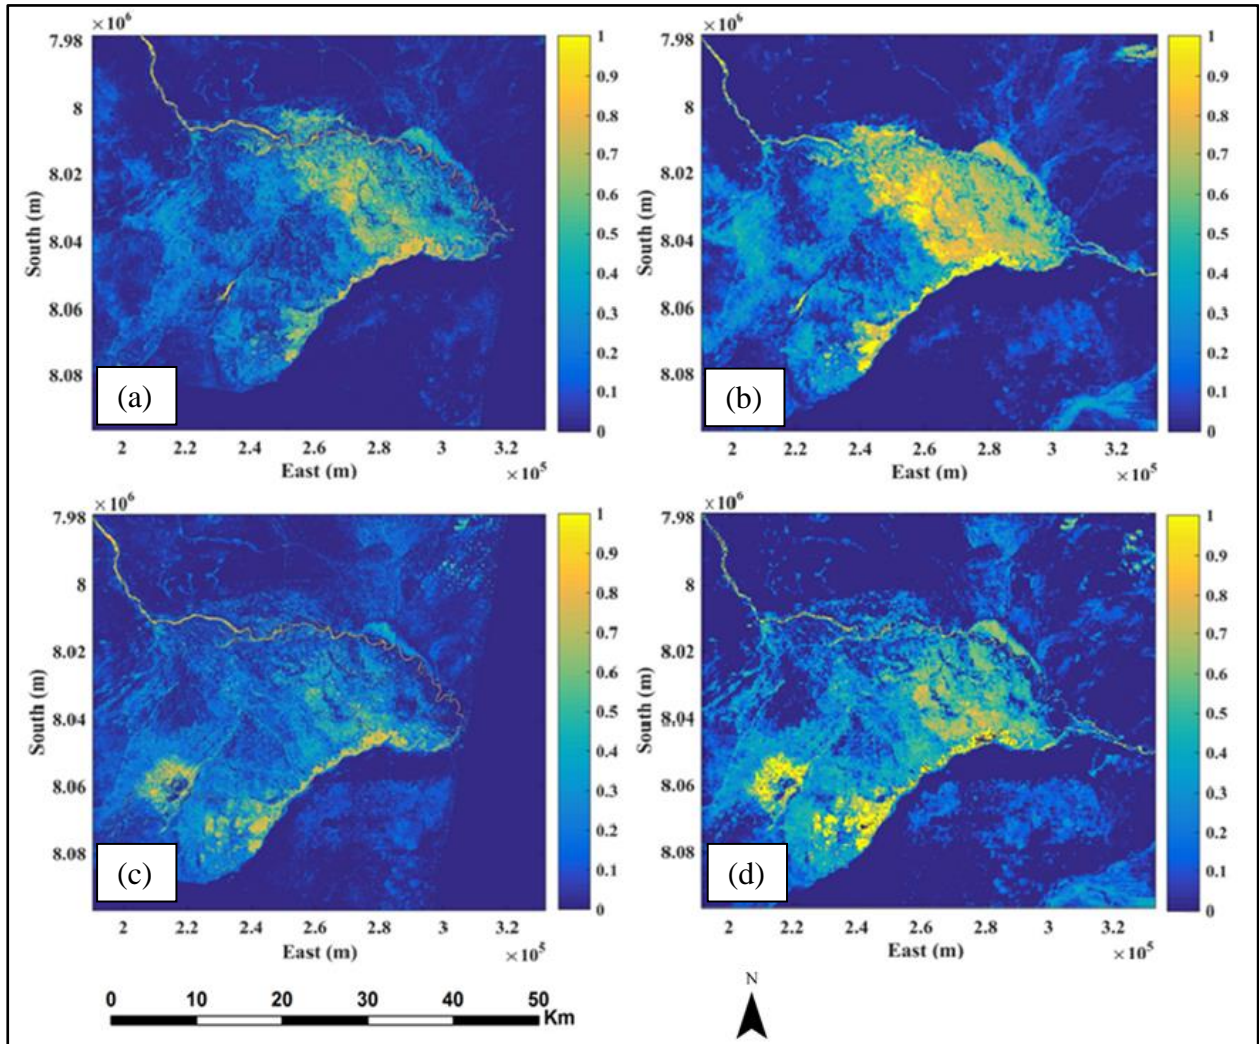 ×10⁶ ×10⁶
7.98 1 7.98 1
0.9 0.9
8 0.8 8 0.8
0.7 0.7
8.02 0.6 8.02 0.6
South (m) 0.5 South (m) 0.5
8.04 0.4 8.04 0.4
8.06 0.3 8.06 0.3
0.2 0.2
8.08 0.1 8.08 0.1
(a) 0 (b) 0
2 2.2 2.4 2.6 2.8 3 3.2 2 2.2 2.4 2.6 2.8 3 3.2
East (m) ×10⁵ East (m) ×10⁵
×10⁶ ×10⁶
7.98 1 7.98 1
0.9 0.9
8 0.8 8 0.8
0.7 0.7
8.02 0.6 8.02 0.6
South (m) 0.5 South (m) 0.5
8.04 0.4 8.04 0.4
8.06 0.3 8.06 0.3
0.2 0.2
8.08 0.1 8.08 0.1
(c) 0 (d) 0
2 2.2 2.4 2.6 2.8 3 3.2 2 2.2 2.4 2.6 2.8 3 3.2
East (m) ×10⁵ East (m) ×10⁵
N
0 10 20 30 40 50
Km